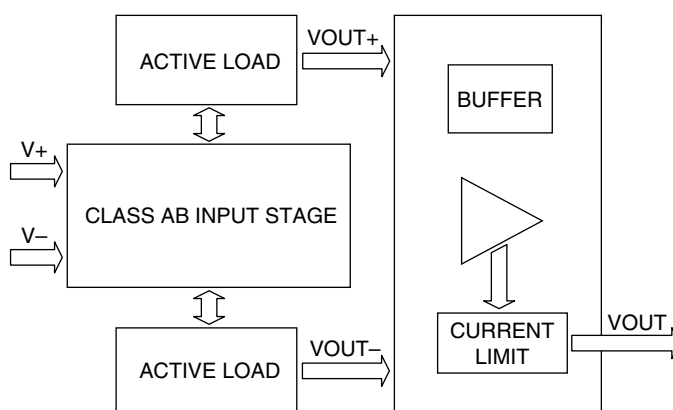 VOUT+
ACTIVE LOAD
BUFFER
V+
CLASS AB INPUT STAGE
V−
CURRENT
LIMIT
VOUT
VOUT−
ACTIVE LOAD